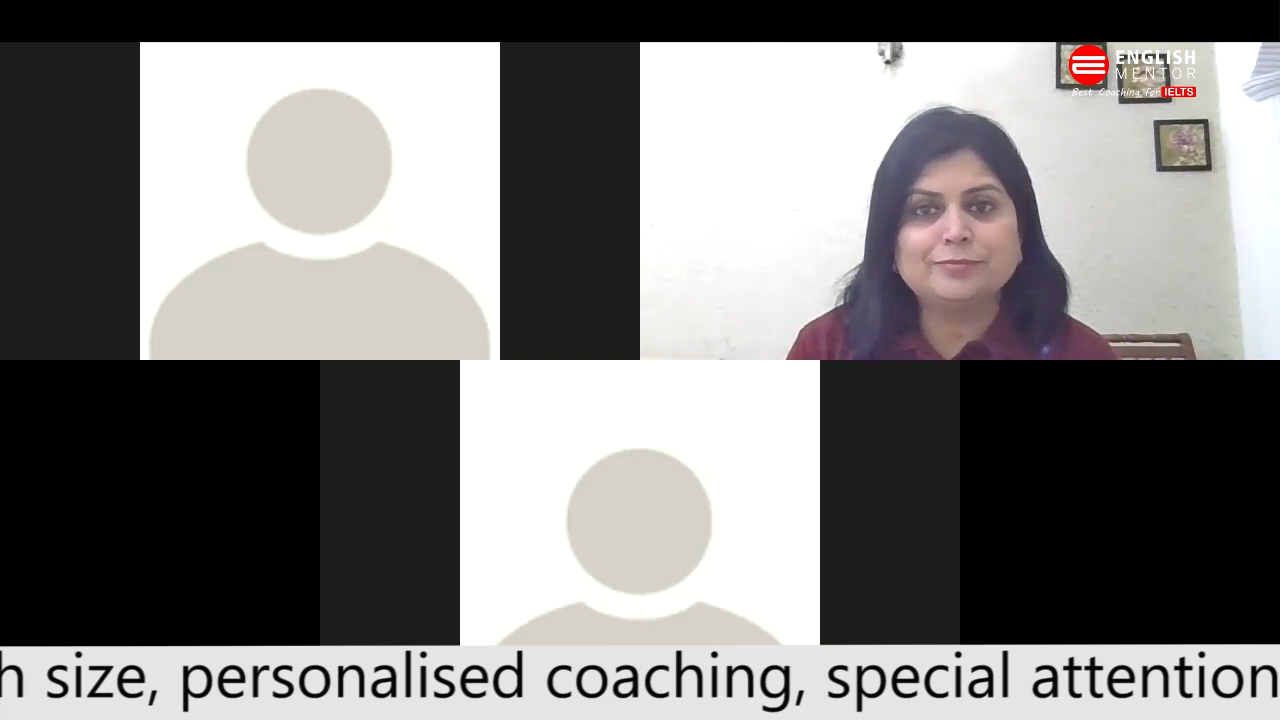 ENGLISH
MENTOR
Best Coaching for IELTS
h size, personalised coaching, special attention